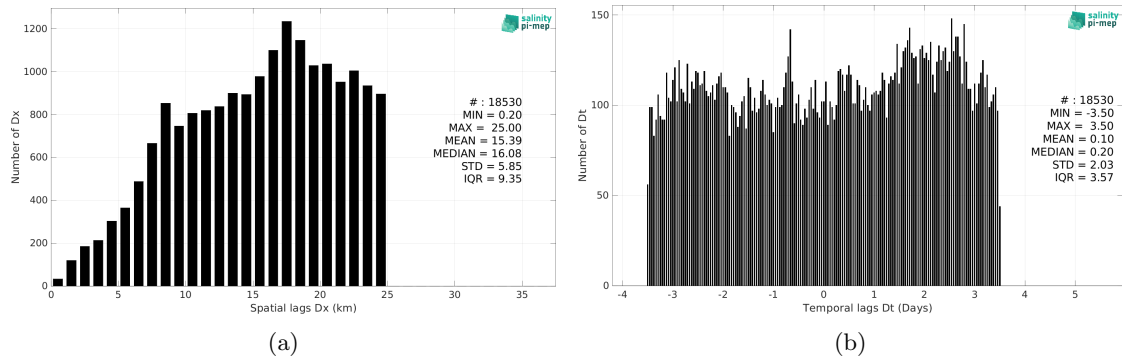 1200
1000
800
600
400
200
0
Number of Dx
salinity
pi-mep
# : 18530
MIN = 0.20
MAX = 25.00
MEAN = 15.39
MEDIAN = 16.08
STD = 5.85
IQR = 9.35
0 5 10 15 20 25 30 35
Spatial lags Dx (km)
(a)
150
100
50
0
Number of Dt
salinity
pi-mep
# : 18530
MIN = -3.50
MAX = 3.50
MEAN = 0.10
MEDIAN = 0.20
STD = 2.03
IQR = 3.57
-4 -3 -2 -1 0 1 2 3 4 5
Temporal lags Dt (Days)
(b)